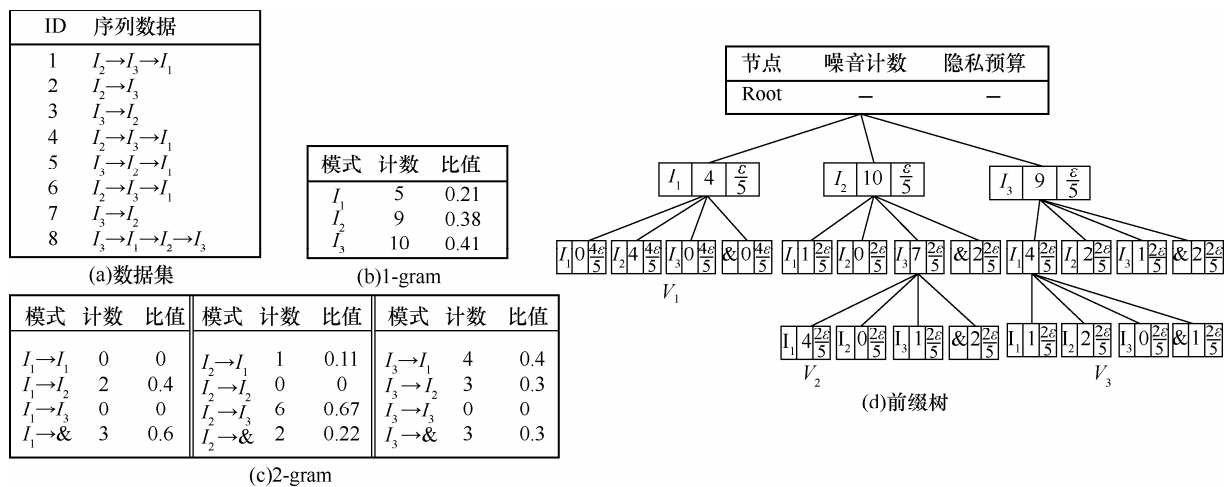 ID 序列数据
1 I₂→I₃→I₁
2 I₂→I₃
3 I₃→I₂
4 I₂→I₃→I₁
5 I₃→I₂→I₁
6 I₂→I₃→I₁
7 I₃→I₂
8 I₃→I₁→I₂→I₃
(a)数据集
模式 计数 比值
I₁ 5 0.21
I₂ 9 0.38
I₃ 10 0.41
(b)1-gram
模式 计数 比值 模式 计数 比值 模式 计数 比值
I₁→I₁ 0 0 I₂→I₁ 1 0.11 I₃→I₁ 4 0.4
I₁→I₂ 2 0.4 I₂→I₂ 0 0 I₃→I₂ 3 0.3
I₁→I₃ 0 0 I₂→I₃ 6 0.67 I₃→I₃ 0 0
I₁→& 3 0.6 I₂→& 2 0.22 I₃→& 3 0.3
(c)2-gram
节点 噪音计数 隐私预算
Root — —
I₁ 4 ε/5 I₂ 10 ε/5 I₃ 9 ε/5
I₁ 0 4ε/5 I₂ 4 4ε/5 I₃ 0 4ε/5 & 0 4ε/5 I₁ 1 2ε/5 I₂ 0 2ε/5 I₃ 7 2ε/5 & 2 2ε/5 I₁ 4 2ε/5 I₂ 2 2ε/5 I₃ 1 2ε/5 & 2 2ε/5
V₁
I₁ 4 2ε/5 I₂ 0 2ε/5 I₃ 1 2ε/5 & 2 2ε/5 I₁ 1 2ε/5 I₂ 2 2ε/5 I₃ 0 2ε/5 & 1 2ε/5
V₂ V₃
(d)前缀树